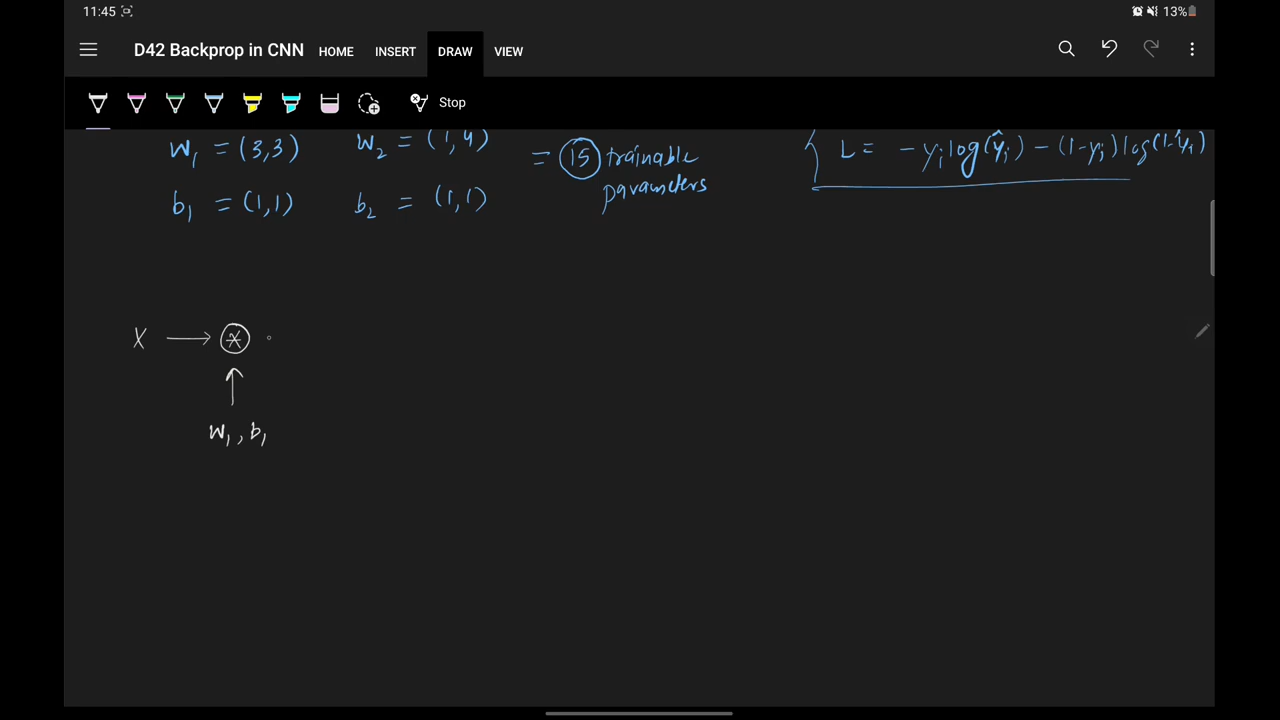 11:45 13%
D42 Backprop in CNN HOME INSERT DRAW VIEW
Stop
W₁ = (3,3) W₂ = (1,4) = 15 trainable parameters L = - yᵢ log(ŷᵢ) - (1-yᵢ) log(1-ŷᵢ)
b₁ = (1,1) b₂ = (1,1)
X → *
↑
W₁, b₁